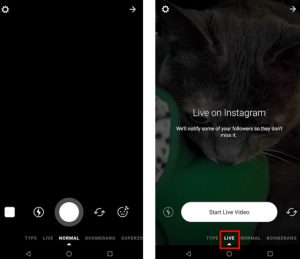 TYPE LIVE NORMAL BOOMERANG SUPERZO
Live on Instagram
We'll notify some of your followers so they don't
miss it.
Start Live Video
TYPE LIVE NORMAL BOOMERANG